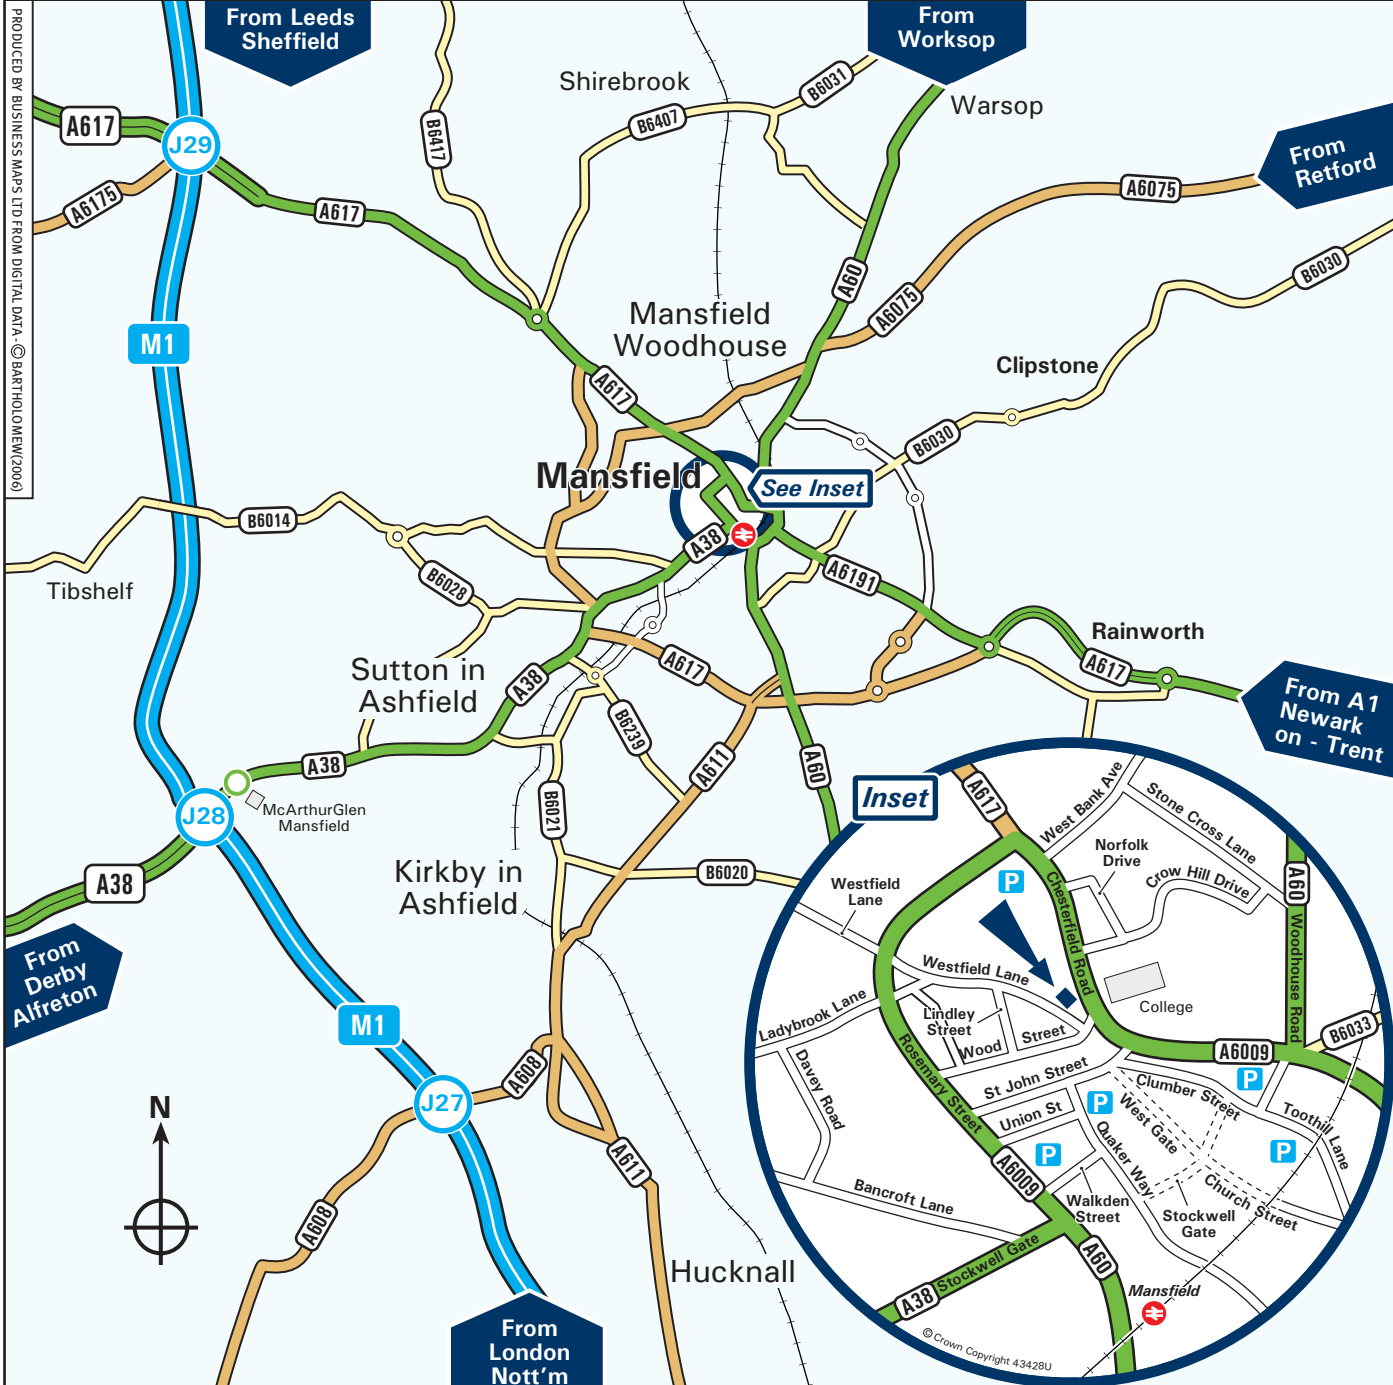 PRODUCED BY BUSINESS MAPS LTD FROM DIGITAL DATA - © BARTHOLOMEW(2006)
From Leeds
Sheffield
From
Worksop
Shirebrook
B6031
Warsop
A617
J29
B6417
B6407
From
Retford
A6175
A617
A6075
A60
B6030
A6075
M1
Mansfield
Woodhouse
Clipstone
A617
B6030
Mansfield
See Inset
B6014
A38
A6191
Tibshelf
B6028
Rainworth
A617
A617
Sutton in
Ashfield
A38
From A1
Newark
on - Trent
B6239
A611
A60
A38
McArthurGlen
Mansfield
B6021
J28
A38
Kirkby in
Ashfield
B6020
From
Derby
Alfreton
M1
A608
J27
N
A611
A608
Hucknall
From
London
Nott'm
Inset
A617
West Bank Ave
Stone Cross Lane
Norfolk
Drive
Crow Hill Drive
A60
P
Westfield
Lane
Chesterfield Road
Woodhouse Road
Westfield Lane
College
Ladybrook Lane
Lindley
Street
Wood
Street
B6033
A6009
Davey Road
Rosemary Street
St John Street
P
Clumber Street
Union St
P
West Gate
Toothill Lane
Quaker Way
P
P
A6009
Church Street
Bancroft Lane
Walkden
Street
Stockwell
Gate
Stockwell Gate
A60
A38
Mansfield
© Crown Copyright 43428U